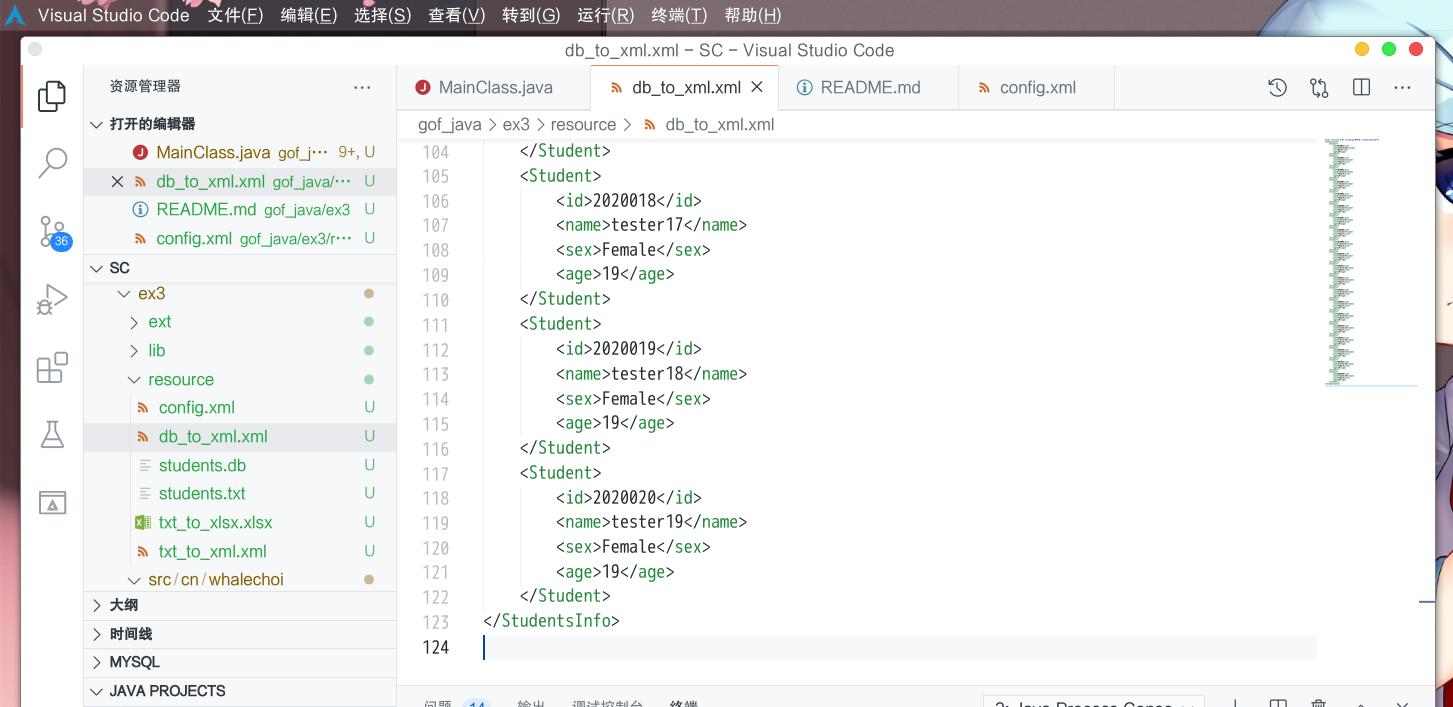 Visual Studio Code 文件(F) 编辑(E) 选择(S) 查看(V) 转到(G) 运行(R) 终端(T) 帮助(H)
db_to_xml.xml - SC - Visual Studio Code
资源管理器 ···
打开的编辑器
MainClass.java gof_j··· 9+, U
db_to_xml.xml gof_java/··· U
README.md gof_java/ex3 U
config.xml gof_java/ex3/r··· U
36
SC
ex3
ext
lib
resource
config.xml U
db_to_xml.xml U
students.db U
students.txt U
txt_to_xlsx.xlsx U
txt_to_xml.xml U
src/cn/whalechoi
大纲
时间线
MYSQL
JAVA PROJECTS
MainClass.java db_to_xml.xml README.md config.xml
gof_java > ex3 > resource > db_to_xml.xml
104 </Student>
105 <Student>
106 <id>2020018</id>
107 <name>tester17</name>
108 <sex>Female</sex>
109 <age>19</age>
110 </Student>
111 <Student>
112 <id>2020019</id>
113 <name>tester18</name>
114 <sex>Female</sex>
115 <age>19</age>
116 </Student>
117 <Student>
118 <id>2020020</id>
119 <name>tester19</name>
120 <sex>Female</sex>
121 <age>19</age>
122 </Student>
123 </StudentsInfo>
124
问题 14 输出 调试控制台 终端 2: Java Process Conso